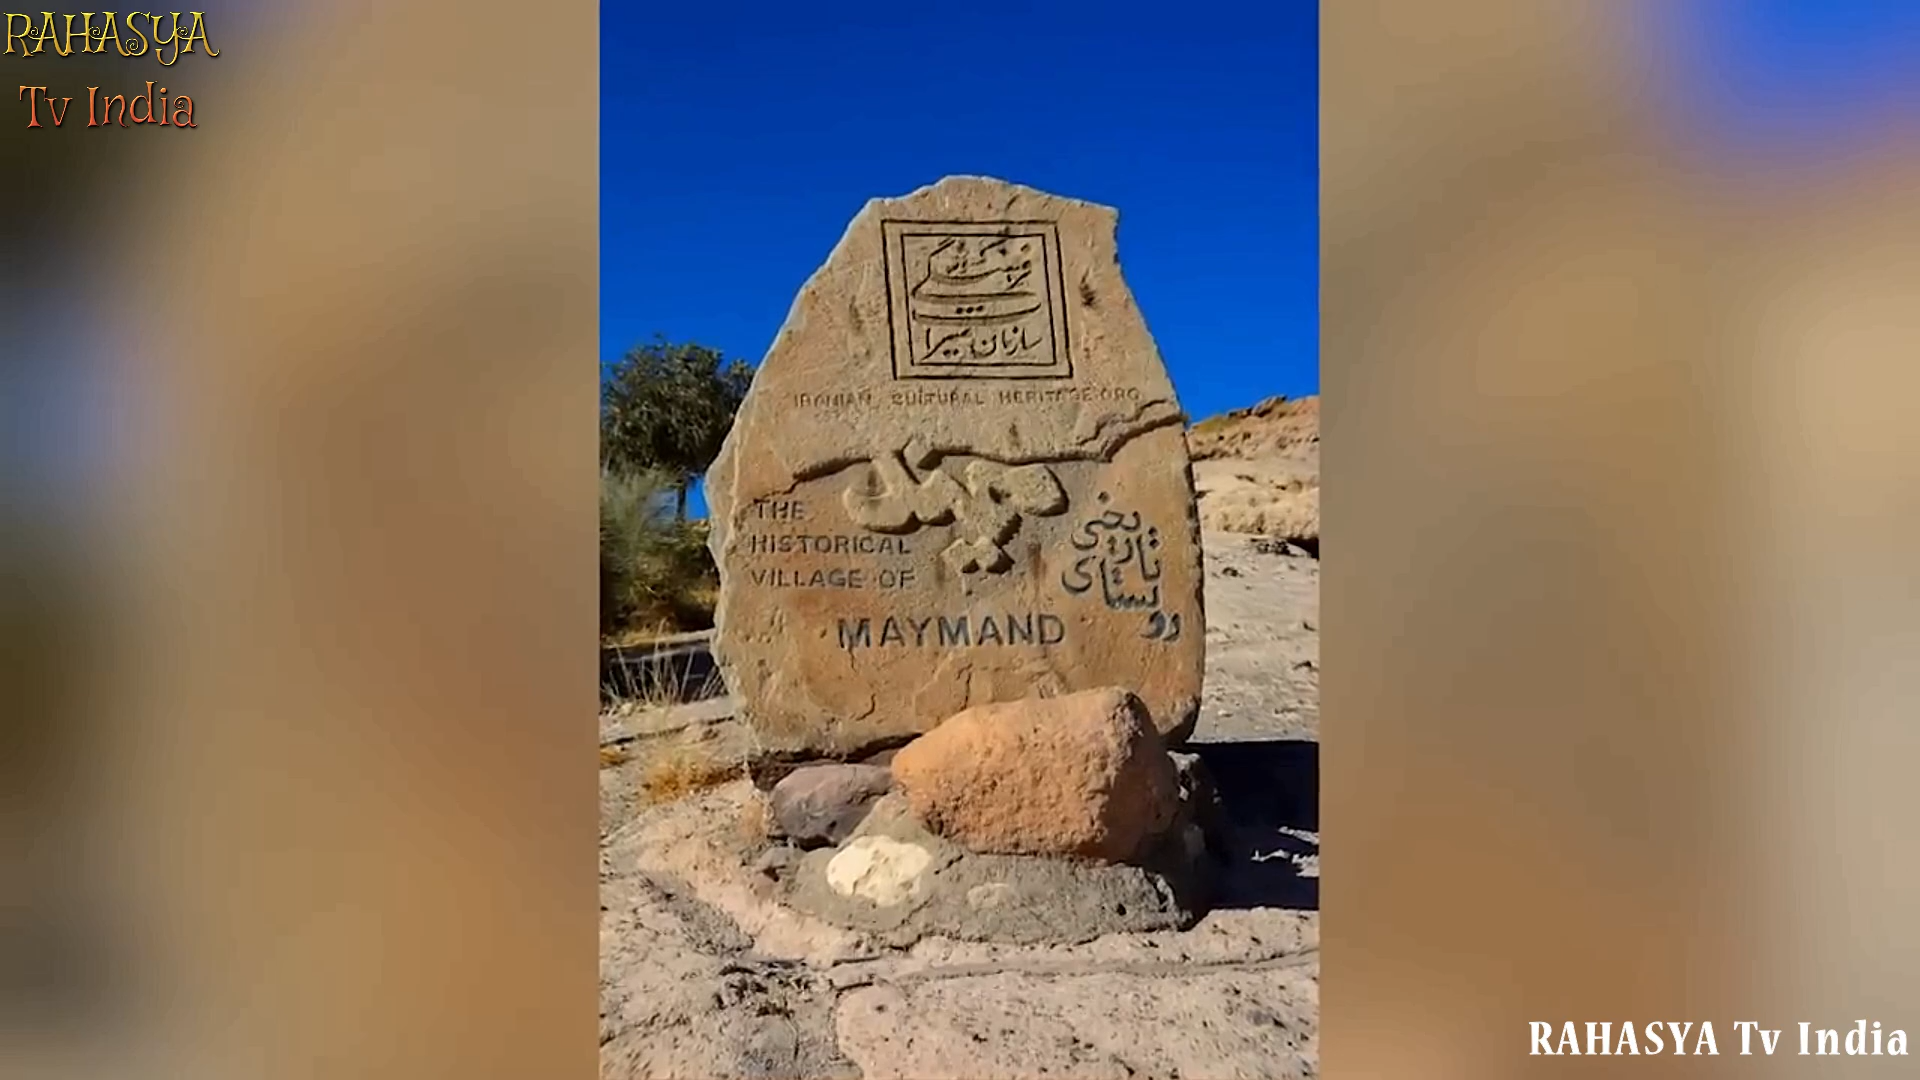 RAHASYA
Tv India
سازمان میراث
فرهنگی
IRANIAN CULTURAL HERITAGE.ORG
THE
HISTORICAL
VILLAGE OF
MAYMAND
روستای
تاریخی
میمند
RAHASYA Tv India